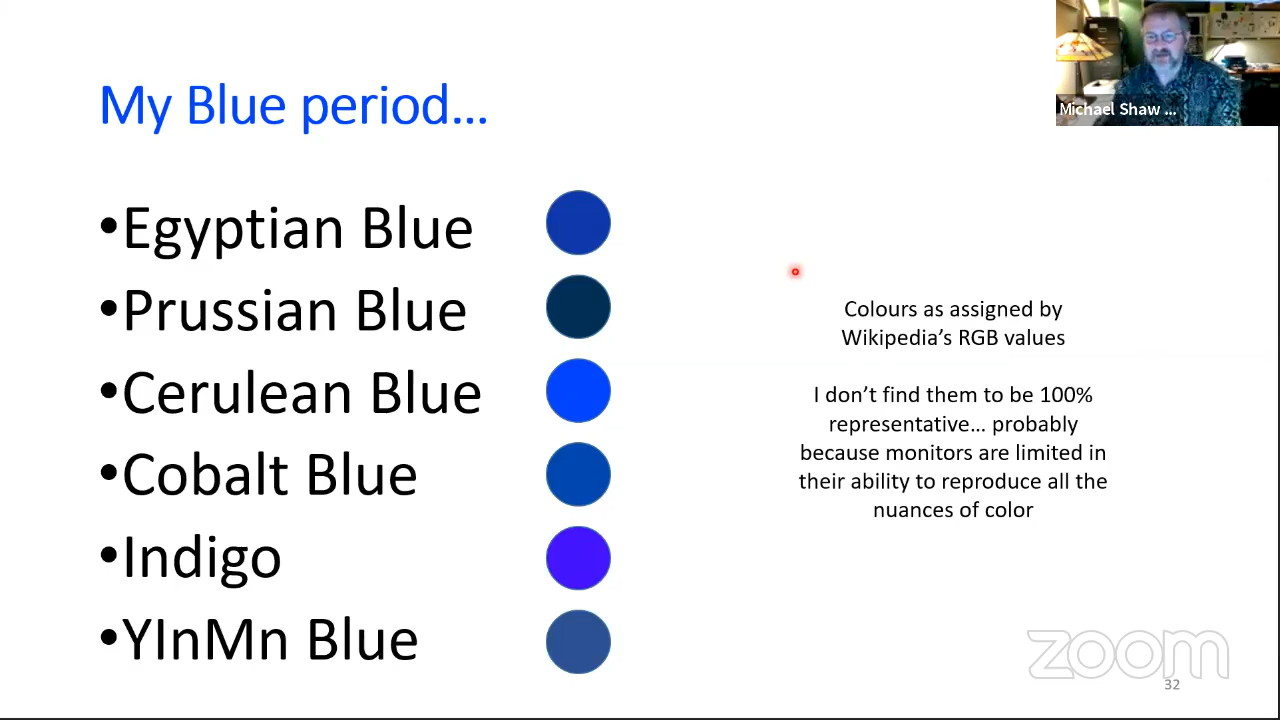 My Blue period...
Michael Shaw ...
•Egyptian Blue
•Prussian Blue
•Cerulean Blue
•Cobalt Blue
•Indigo
•YInMn Blue
Colours as assigned by
Wikipedia’s RGB values
I don’t find them to be 100%
representative... probably
because monitors are limited in
their ability to reproduce all the
nuances of color
zoom
32